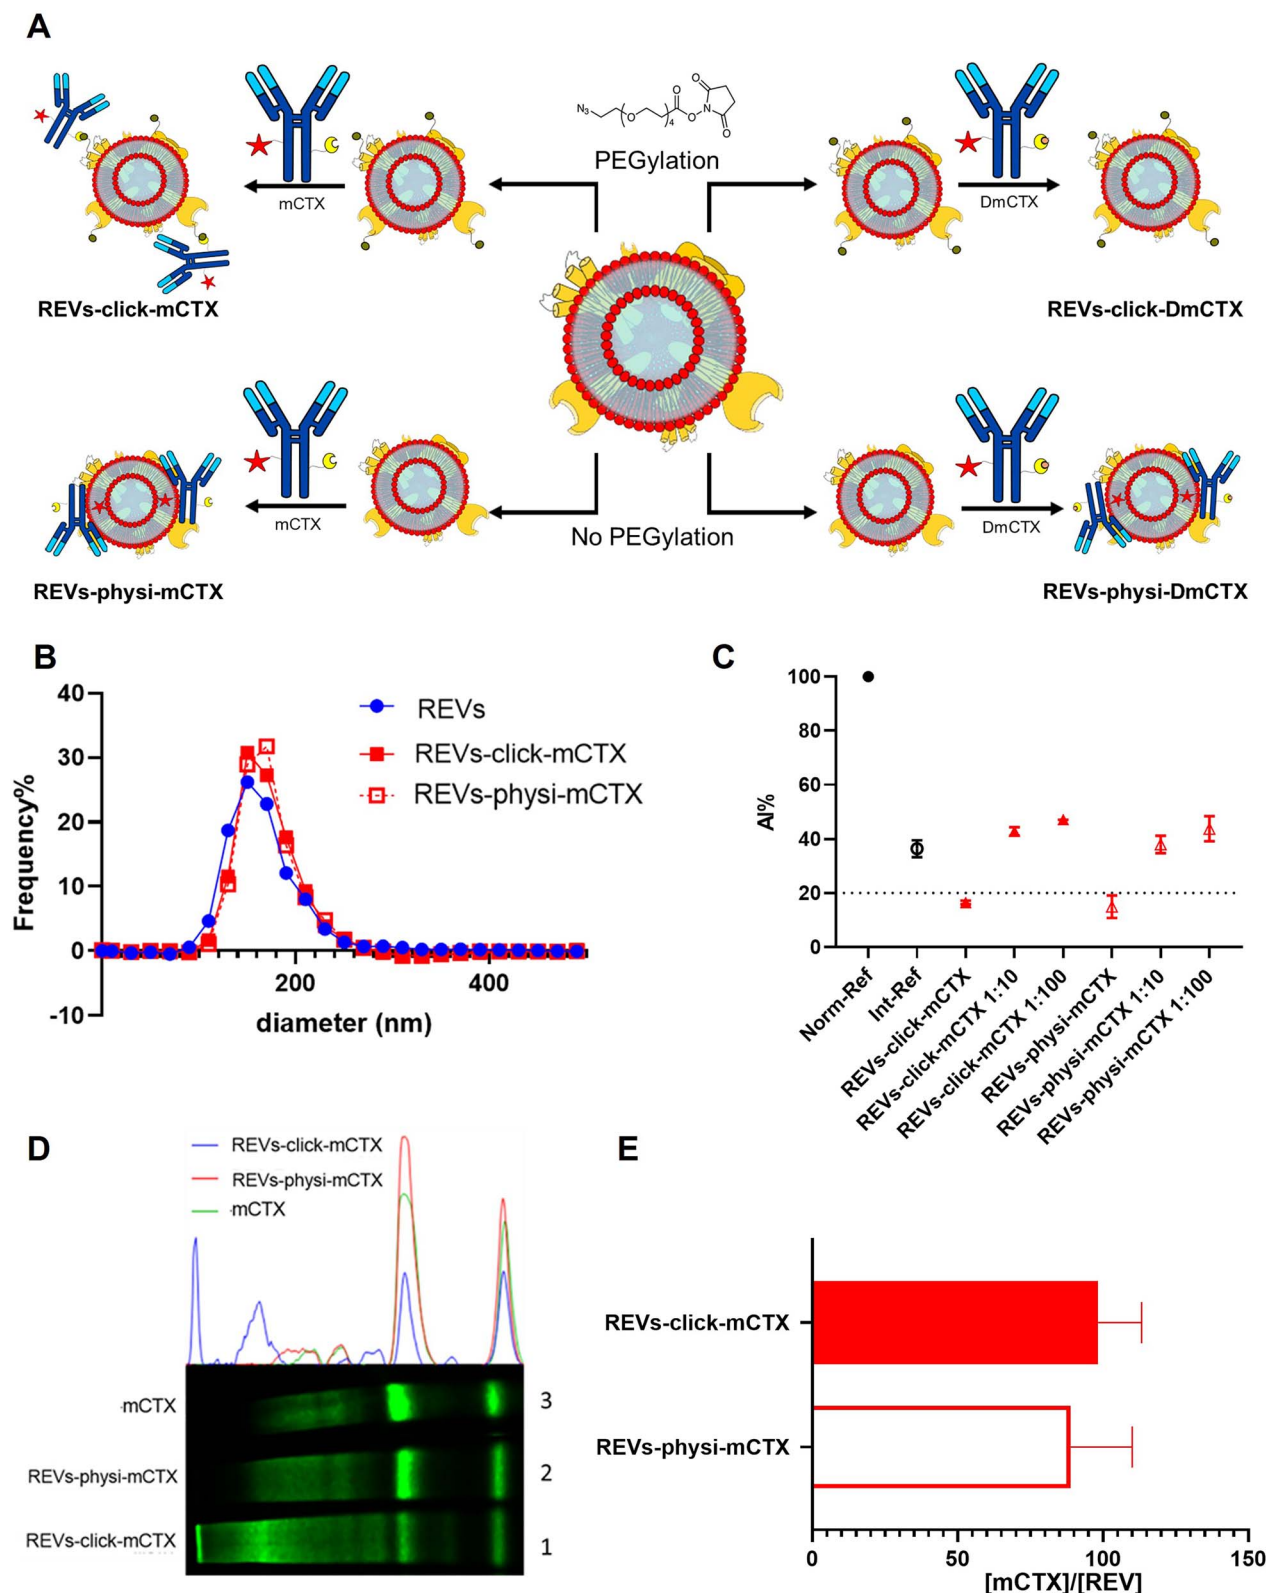 A
N₃
O
4
O
O
N
O
O
PEGylation
mCTX
DmCTX
REVs-click-mCTX
REVs-click-DmCTX
mCTX
No PEGylation
DmCTX
REVs-physi-mCTX
REVs-physi-DmCTX
B
40
30
20
10
0
-10
Frequency%
200
400
diameter (nm)
REVs
REVs-click-mCTX
REVs-physi-mCTX
C
100
80
60
40
20
0
AI%
Norm-Ref
Int-Ref
REVs-click-mCTX
REVs-click-mCTX 1:10
REVs-click-mCTX 1:100
REVs-physi-mCTX
REVs-physi-mCTX 1:10
REVs-physi-mCTX 1:100
D
REVs-click-mCTX
REVs-physi-mCTX
mCTX
mCTX
3
REVs-physi-mCTX
2
REVs-click-mCTX
1
E
REVs-click-mCTX
REVs-physi-mCTX
0
50
100
150
[mCTX]/[REV]